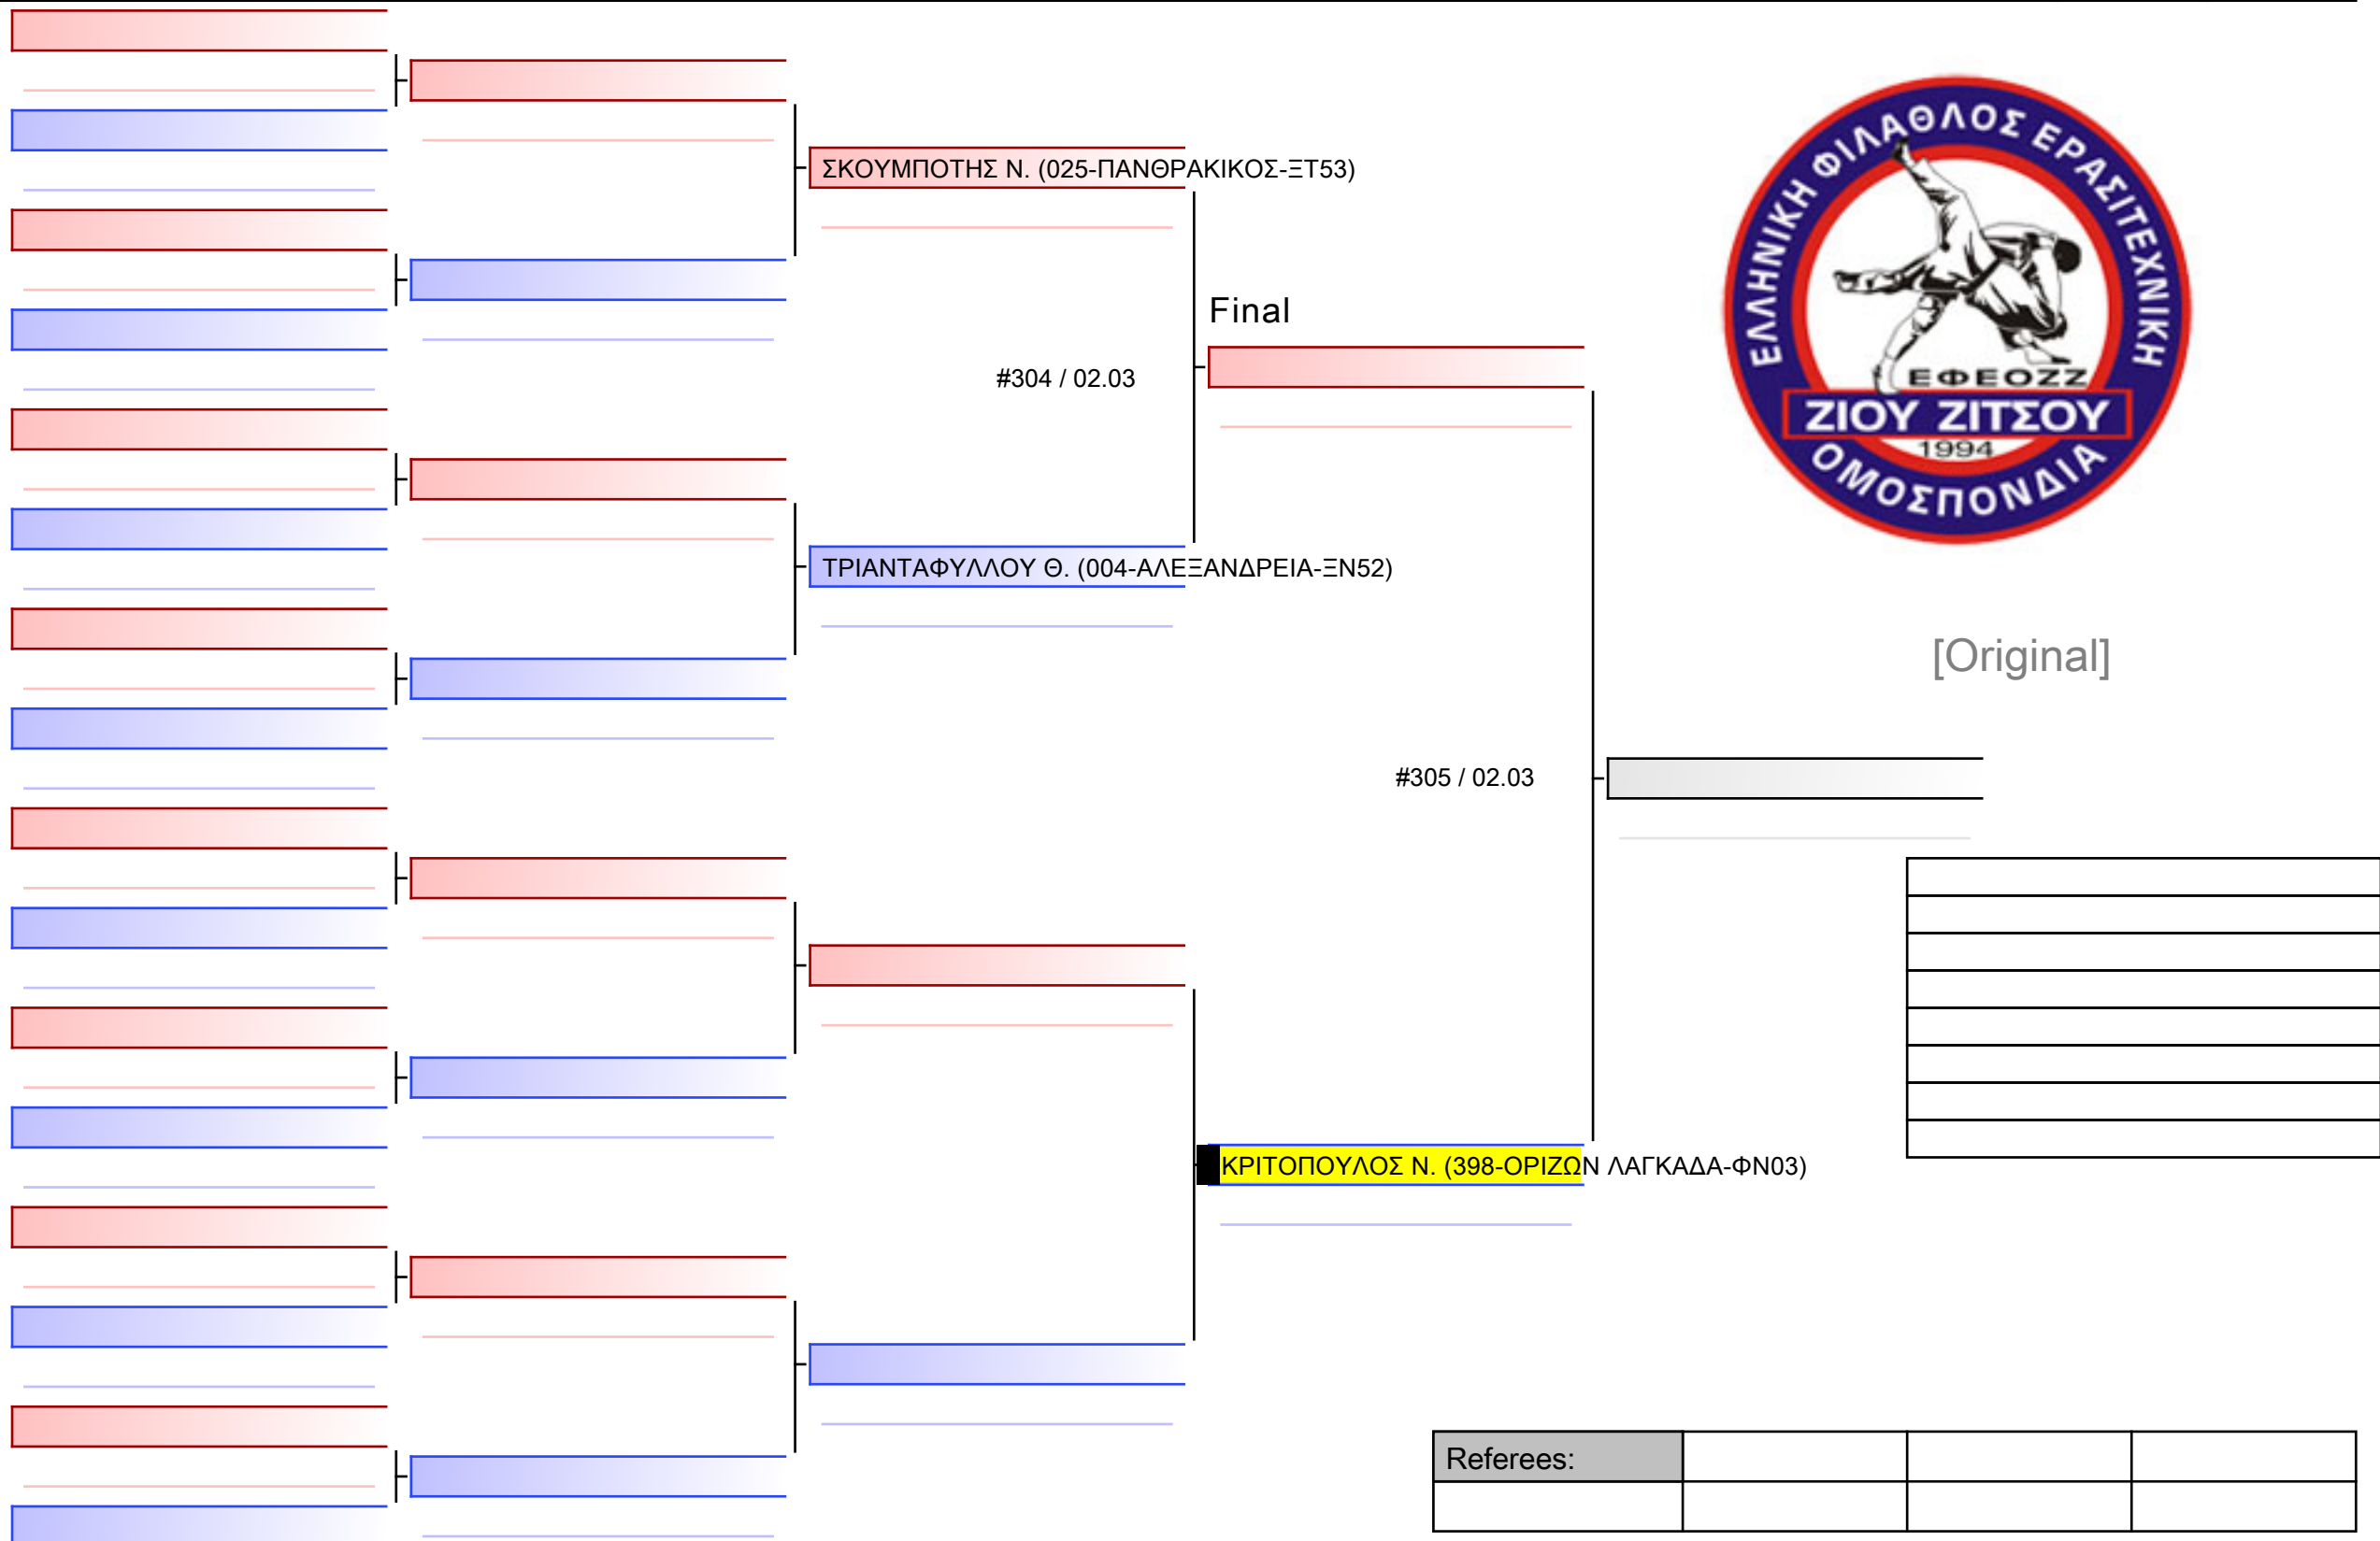 ΣΚΟΥΜΠΟΤΗΣ Ν. (025-ΠΑΝΘΡΑΚΙΚΟΣ-ΞΤ53)
Final
#304 / 02.03
ΤΡΙΑΝΤΑΦΥΛΛΟΥ Θ. (004-ΑΛΕΞΑΝΔΡΕΙΑ-ΞΝ52)
ΕΛΛΗΝΙΚΗ ΦΙΛΑΘΛΟΣ ΕΡΑΣΙΤΕΧΝΙΚΗ
ΕΦΕΟΖΖ
ΖΙΟΥ ΖΙΤΣΟΥ
1994
ΟΜΟΣΠΟΝΔΙΑ
[Original]
#305 / 02.03
ΚΡΙΤΟΠΟΥΛΟΣ Ν. (398-ΟΡΙΖΩΝ ΛΑΓΚΑΔΑ-ΦΝ03)
Referees: